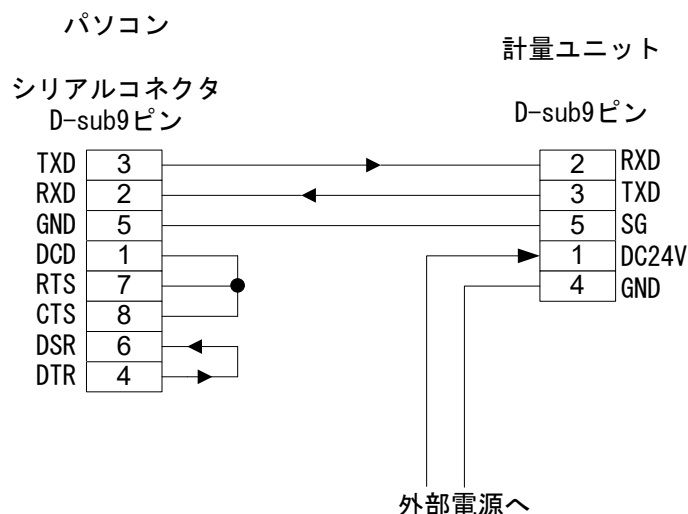 パソコン
計量ユニット
シリアルコネクタ
D-sub9ピン
D-sub9ピン
TXD 3 2 RXD
RXD 2 3 TXD
GND 5 5 SG
DCD 1 1 DC24V
RTS 7 4 GND
CTS 8
DSR 6
DTR 4
外部電源へ